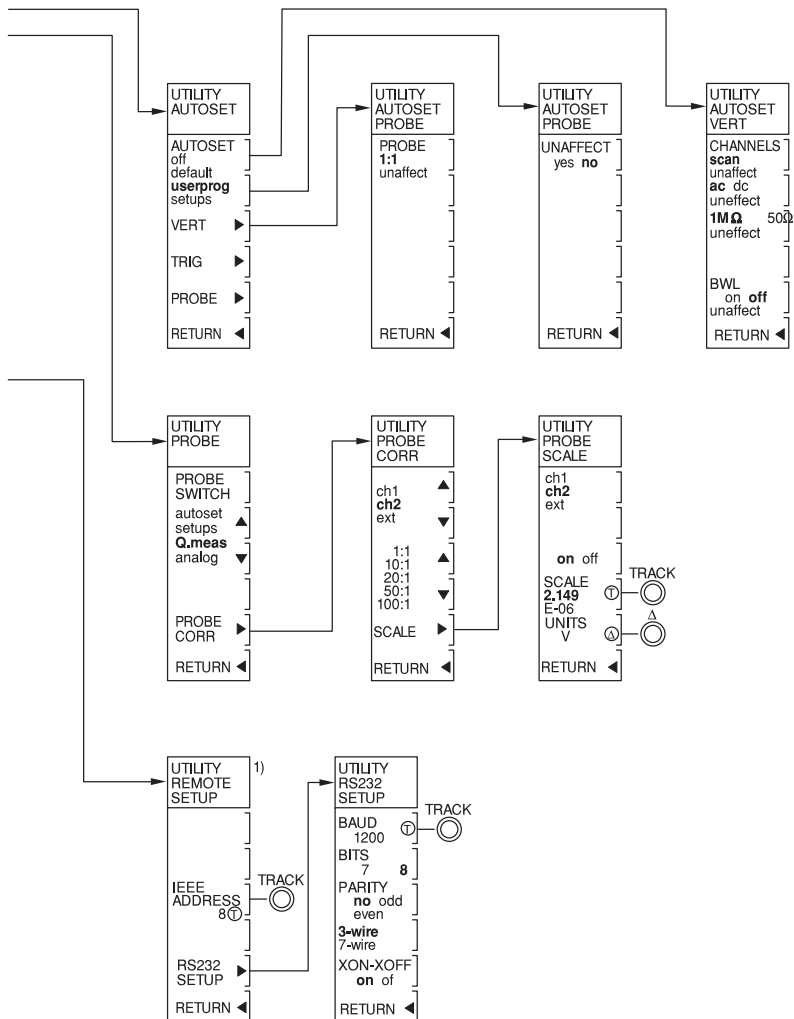 UTILITY
AUTOSET
AUTOSET
off
default
userprog
setups
VERT ▶
TRIG ▶
PROBE ▶
RETURN ◀
UTILITY
AUTOSET
PROBE
PROBE
1:1
unaffect
RETURN ◀
UTILITY
AUTOSET
PROBE
UNAFFECT
yes no
RETURN ◀
UTILITY
AUTOSET
VERT
CHANNELS
scan
unaffect
ac dc
uneffect
1MΩ 50Ω
uneffect
BWL
on off
unaffect
RETURN ◀
UTILITY
PROBE
PROBE
SWITCH
autoset
setups ▲
Q.meas
analog ▼
PROBE
CORR ▶
RETURN ◀
UTILITY
PROBE
CORR
ch1 ▲
ch2
ext ▼
1:1
10:1 ▲
20:1
50:1 ▼
100:1
SCALE ▶
RETURN ◀
UTILITY
PROBE
SCALE
ch1
ch2
ext
on off
SCALE
2.149 T TRACK
E-06
UNITS
V Δ Δ
RETURN ◀
UTILITY 1)
REMOTE
SETUP
IEEE
ADDRESS TRACK
8 T
RS232
SETUP ▶
RETURN ◀
UTILITY
RS232
SETUP
BAUD T TRACK
1200
BITS
7 8
PARITY
no odd
even
3-wire
7-wire
XON-XOFF
on of
RETURN ◀